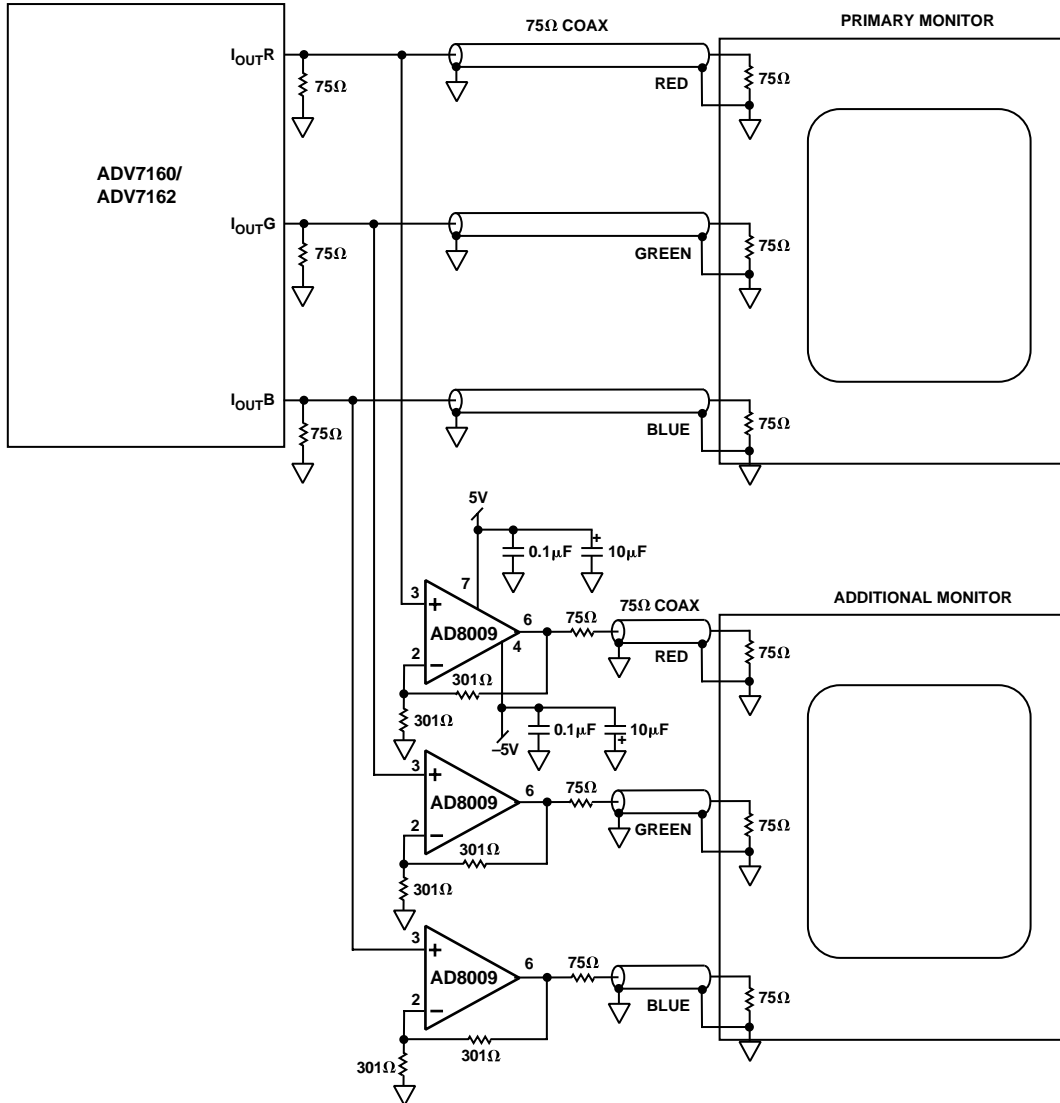 75Ω COAX
PRIMARY MONITOR
IOUTR
75Ω
RED
75Ω
ADV7160/
ADV7162
IOUTG
75Ω
GREEN
75Ω
IOUTB
75Ω
BLUE
75Ω
5V
0.1μF
10μF
+
7
3
+
AD8009
6
4
2
–
75Ω
75Ω COAX
ADDITIONAL MONITOR
RED
75Ω
301Ω
301Ω
–5V
0.1μF
10μF
+
3
+
AD8009
6
2
–
75Ω
GREEN
75Ω
301Ω
301Ω
3
+
AD8009
6
2
–
75Ω
BLUE
75Ω
301Ω
301Ω